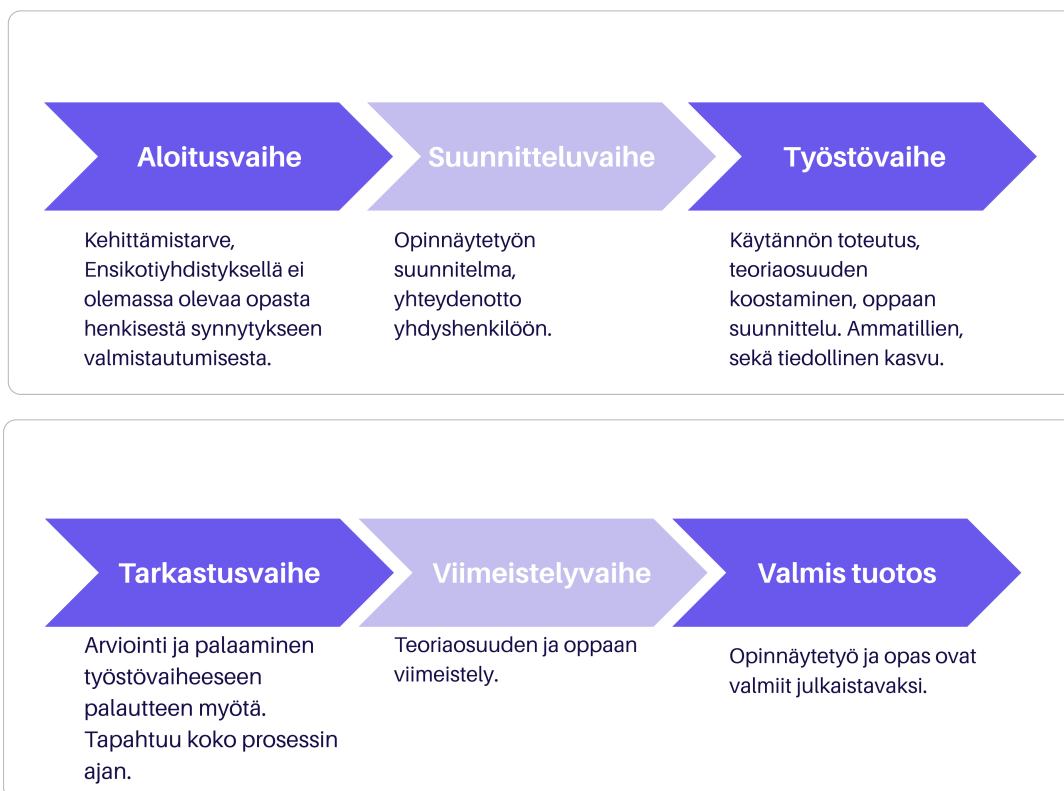 Aloitusvaihe
Suunnitteluvaihe
Työstövaihe
Kehittämistarve,
Ensikotiyhdistyksellä ei
olemassa olevaa opasta
henkisestä synnytykseen
valmistautumisesta.
Opinnäytetyön
suunnitelma,
yhteydenotto
yhdyshenkilöön.
Käytännön toteutus,
teoriaosuuden
koostaminen, oppaan
suunnittelu. Ammatillien,
sekä tiedollinen kasvu.
Tarkastusvaihe
Viimeistelyvaihe
Valmis tuotos
Arviointi ja palaaminen
työstövaiheeseen
palautteen myötä.
Tapahtuu koko prosessin
ajan.
Teoriaosuuden ja oppaan
viimeistely.
Opinnäytetyö ja opas ovat
valmiit julkaistavaksi.